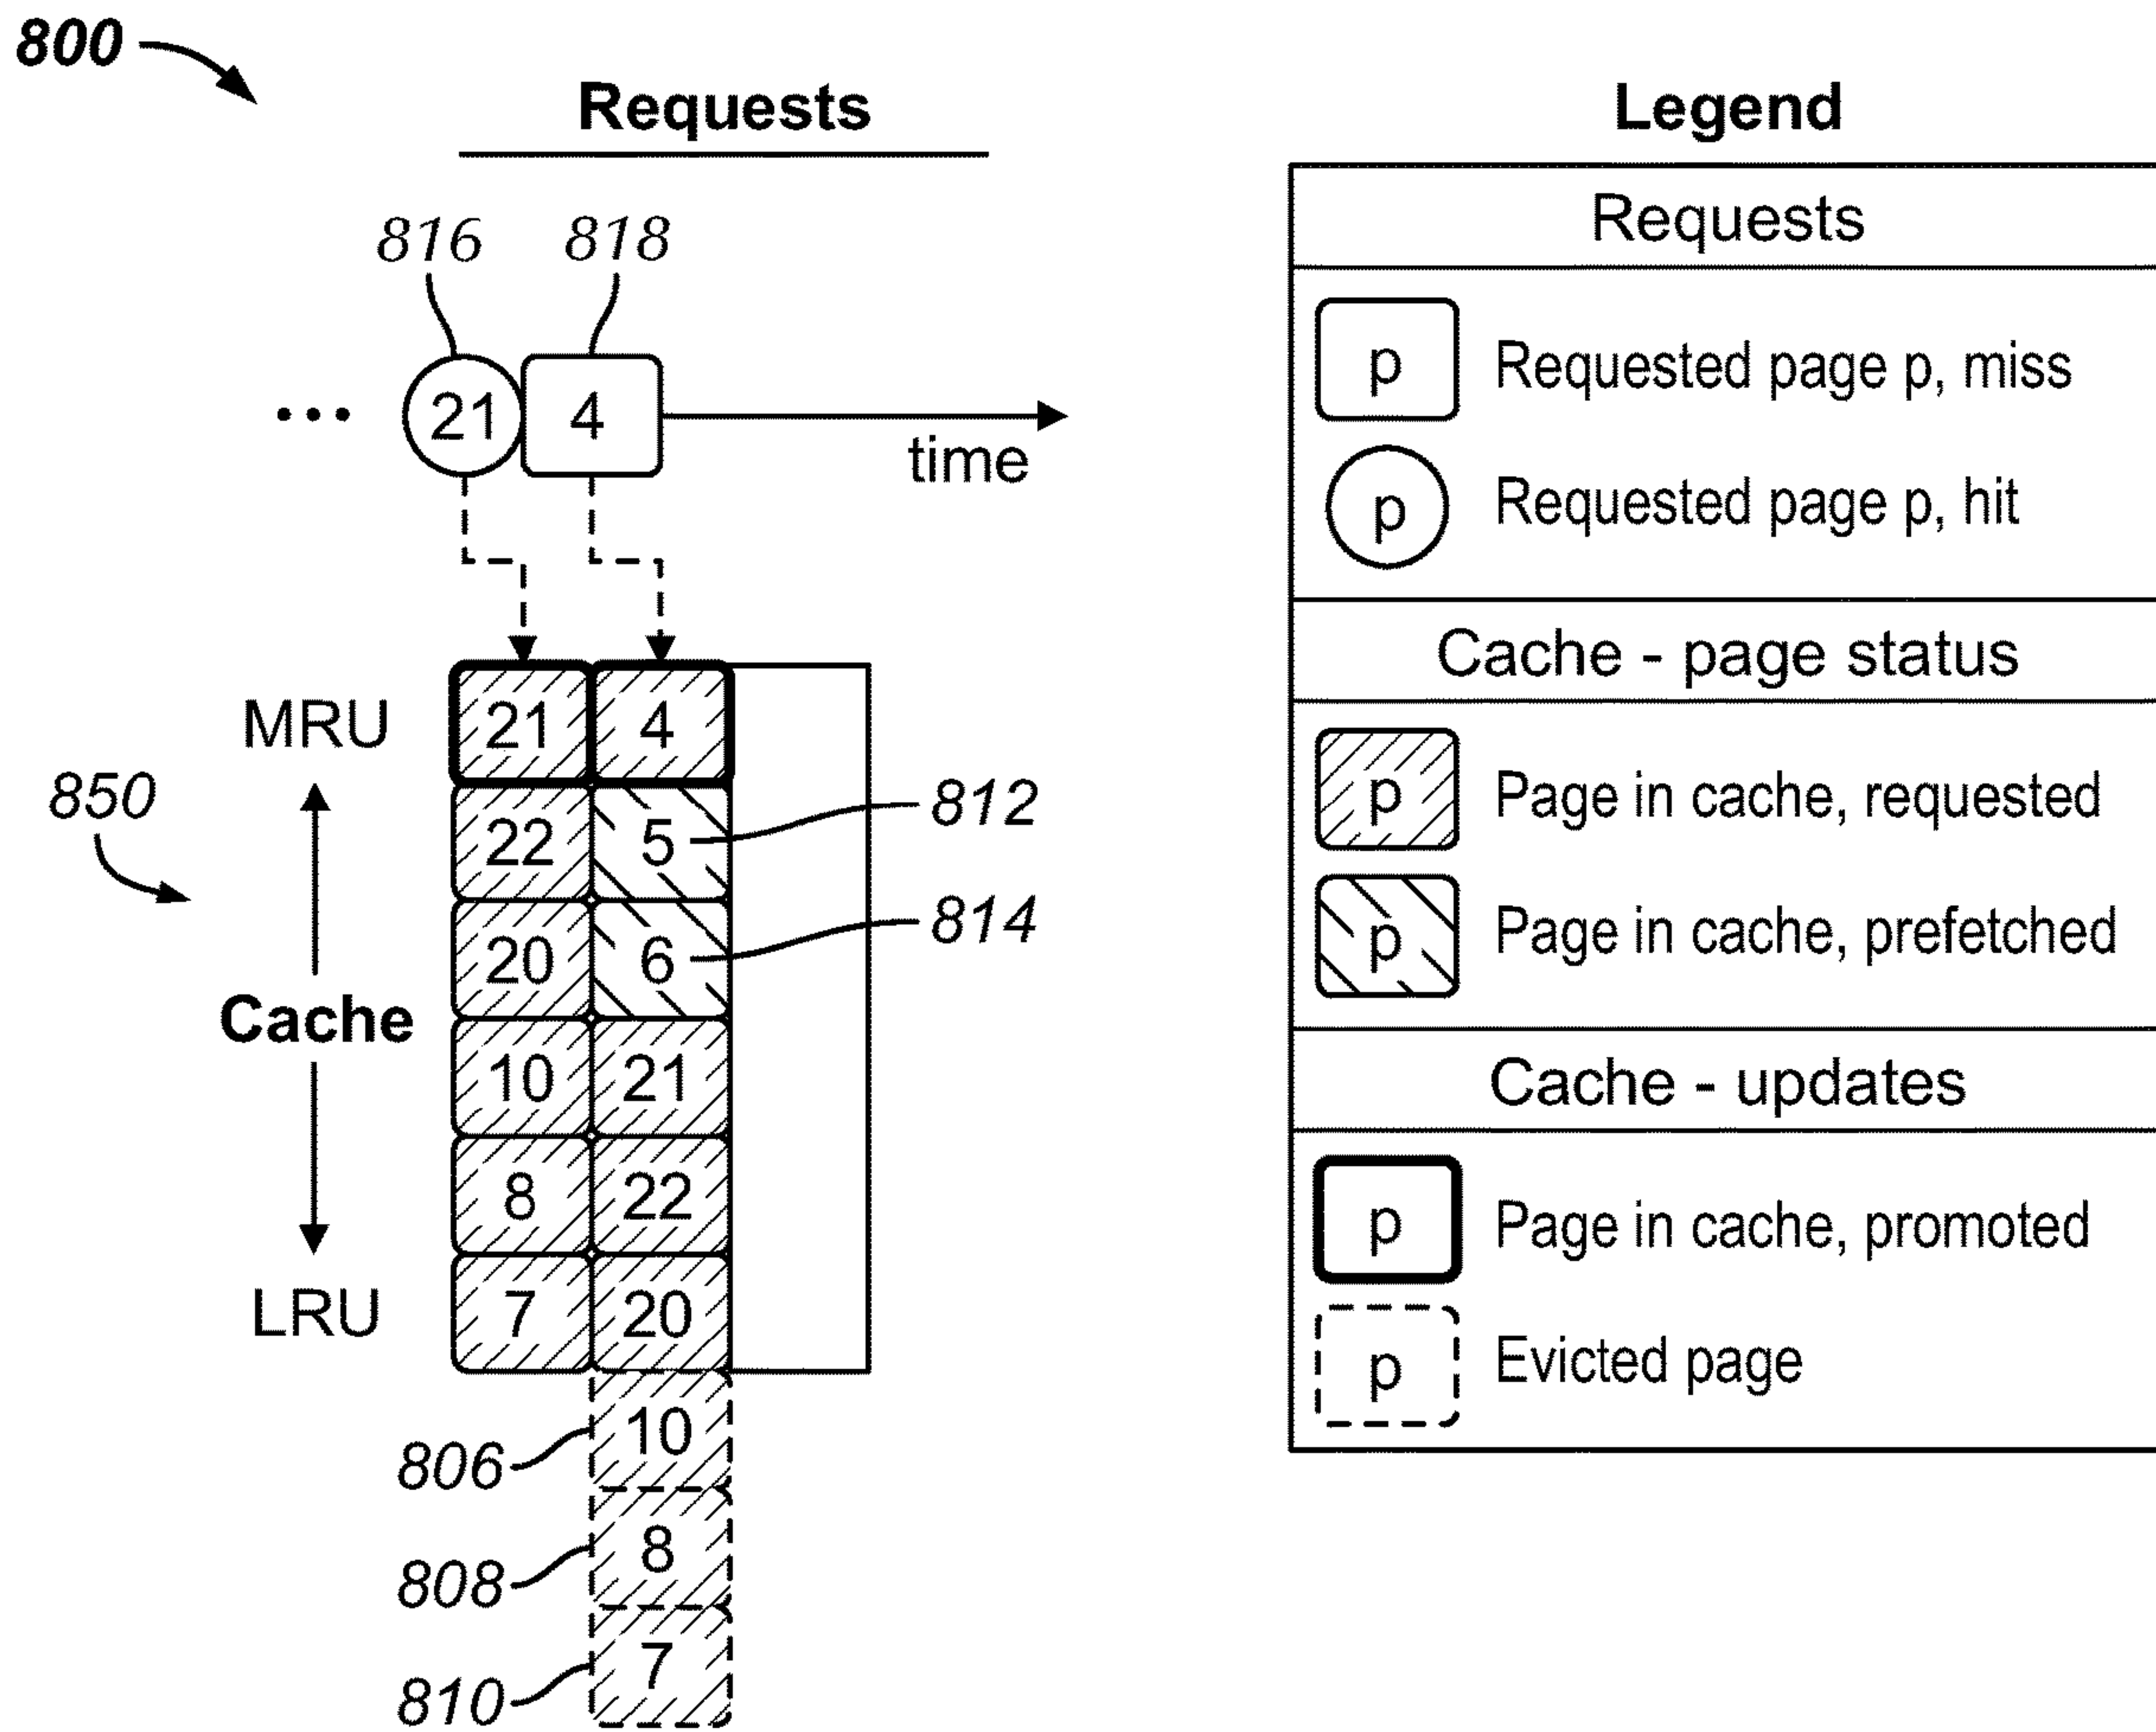 800
Requests
816 818
... 21 4
time
MRU
850
Cache
LRU
21 4
22 5 812
20 6 814
10 21
8 22
7 20
806 10
808 8
810 7
Legend
Requests
p Requested page p, miss
p Requested page p, hit
Cache - page status
p Page in cache, requested
p Page in cache, prefetched
Cache - updates
p Page in cache, promoted
p Evicted page